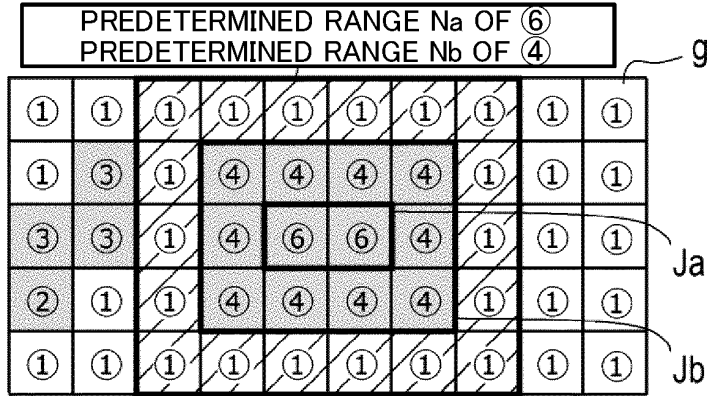 PREDETERMINED RANGE Na OF ⑥
PREDETERMINED RANGE Nb OF ④
g
① ① ① ① ① ① ① ① ① ①
① ③ ① ④ ④ ④ ④ ① ① ①
③ ③ ① ④ ⑥ ⑥ ④ ① ① ①
Ja
② ① ① ④ ④ ④ ④ ① ① ①
① ① ① ① ① ① ① ① ① ①
Jb